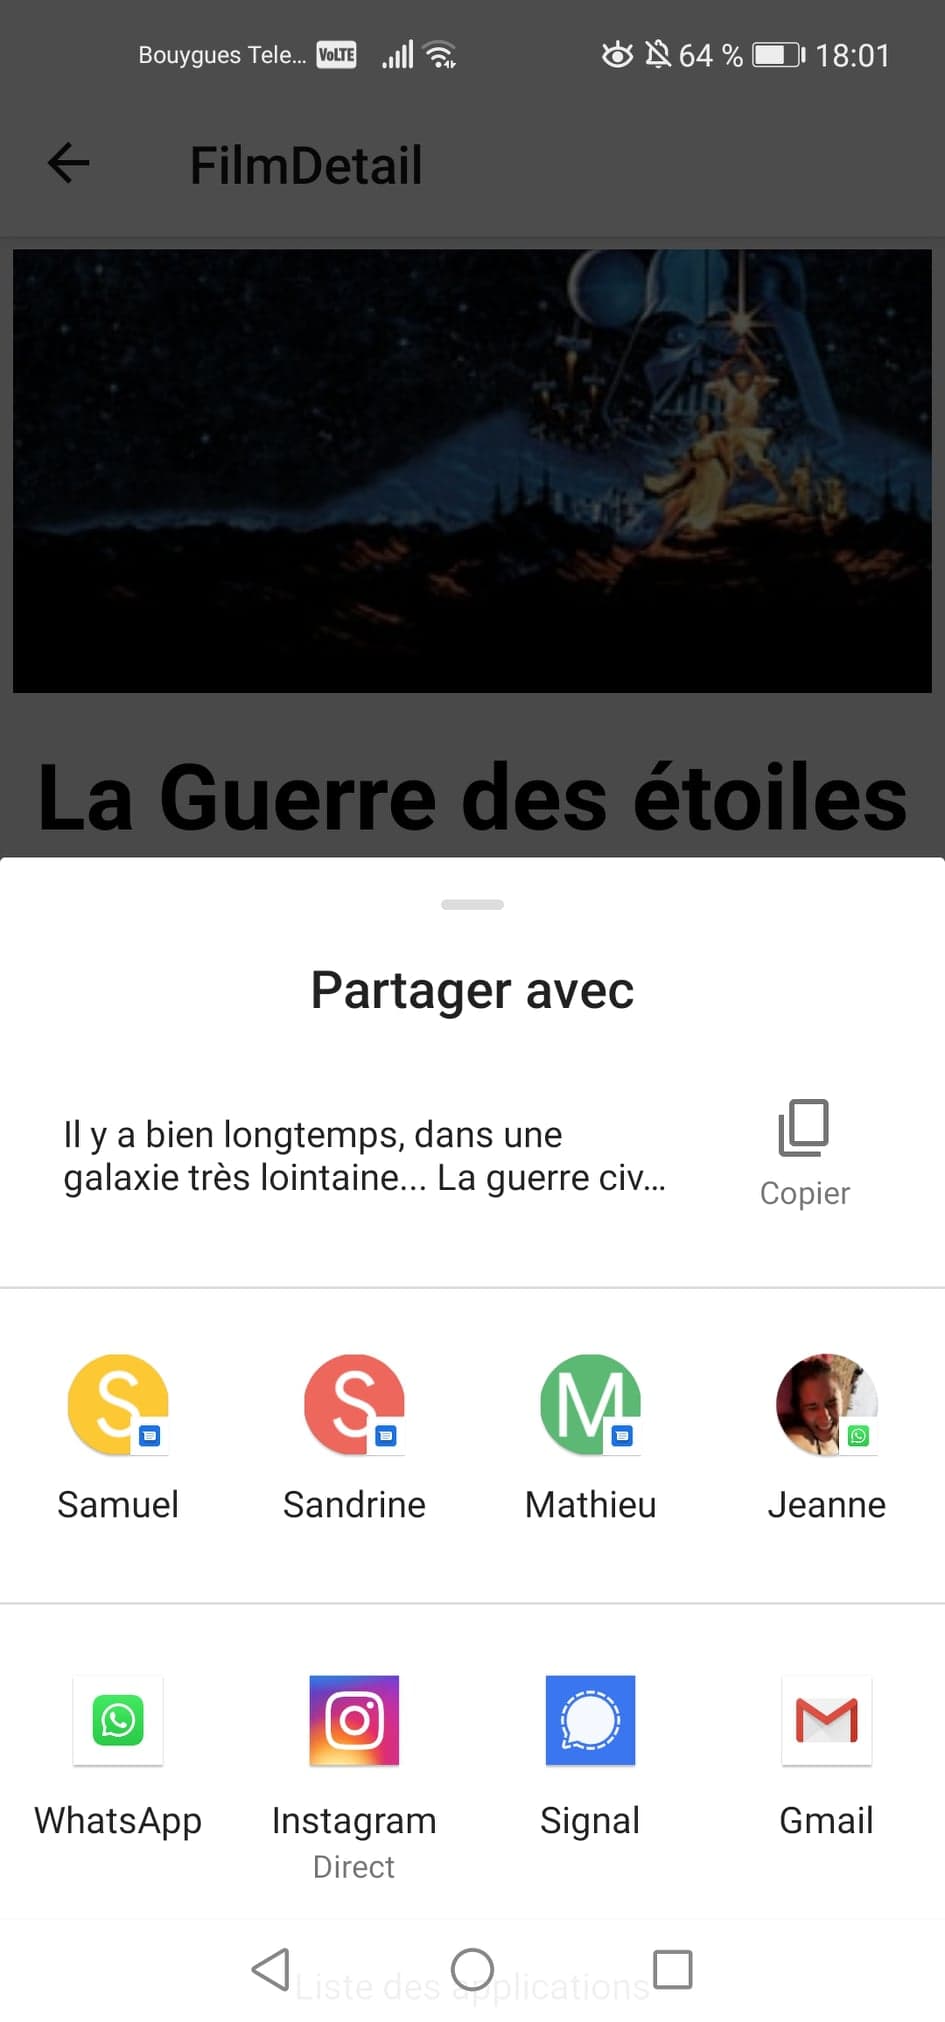 Bouygues Tele... VoLTE 64 % 18:01
FilmDetail
La Guerre des étoiles
Partager avec
Il y a bien longtemps, dans une
galaxie très lointaine... La guerre civ...
Copier
S S M
Samuel Sandrine Mathieu Jeanne
WhatsApp Instagram Signal Gmail
Direct
Liste des applications